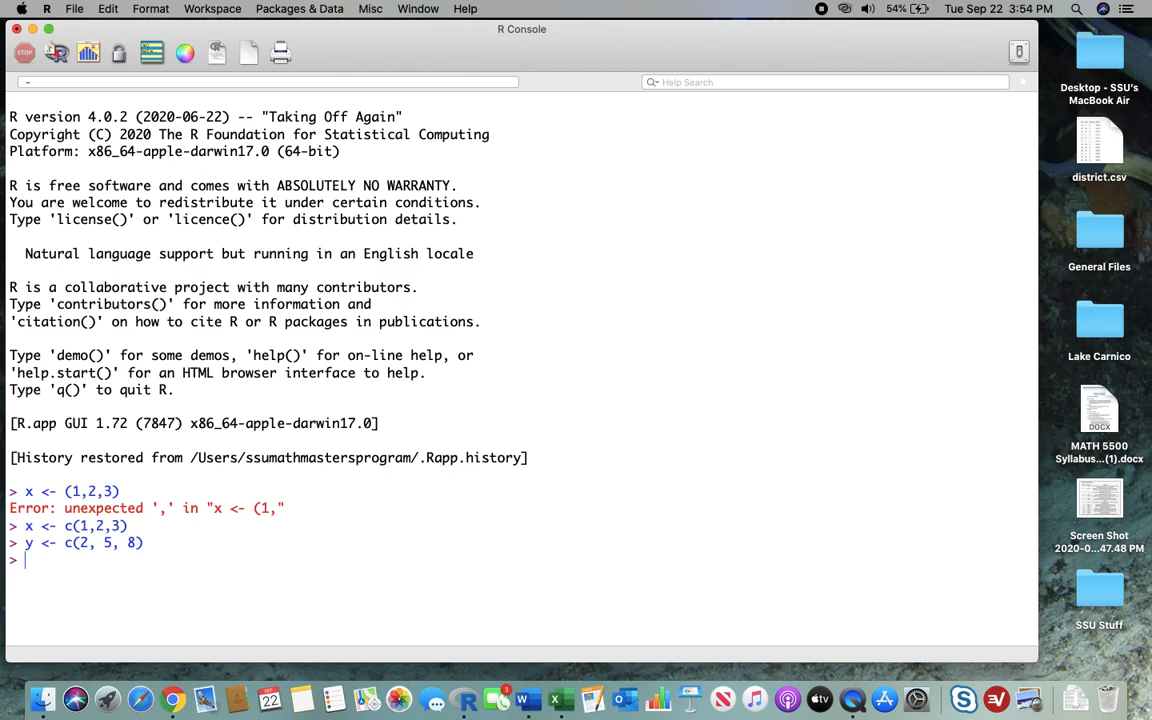 R File Edit Format Workspace Packages & Data Misc Window Help 54% Tue Sep 22 3:54 PM
R Console
STOP
Help Search
R version 4.0.2 (2020-06-22) -- "Taking Off Again"
Copyright (C) 2020 The R Foundation for Statistical Computing
Platform: x86_64-apple-darwin17.0 (64-bit)
R is free software and comes with ABSOLUTELY NO WARRANTY.
You are welcome to redistribute it under certain conditions.
Type 'license()' or 'licence()' for distribution details.
Natural language support but running in an English locale
R is a collaborative project with many contributors.
Type 'contributors()' for more information and
'citation()' on how to cite R or R packages in publications.
Type 'demo()' for some demos, 'help()' for on-line help, or
'help.start()' for an HTML browser interface to help.
Type 'q()' to quit R.
[R.app GUI 1.72 (7847) x86_64-apple-darwin17.0]
[History restored from /Users/ssumathmastersprogram/.Rapp.history]
> x <- (1,2,3)
Error: unexpected ',' in "x <- (1,"
> x <- c(1,2,3)
> y <- c(2, 5, 8)
>
Desktop - SSU's
MacBook Air
district.csv
General Files
Lake Carnico
DOCX
MATH 5500
Syllabus...(1).docx
Screen Shot
2020-0...47.48 PM
SSU Stuff
SEP
22
3
tv